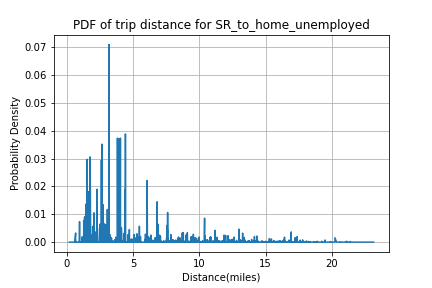 PDF of trip distance for SR_to_home_unemployed
0.07
0.06
0.05
0.04
0.03
0.02
0.01
0.00
Probability Density
0 5 10 15 20
Distance(miles)